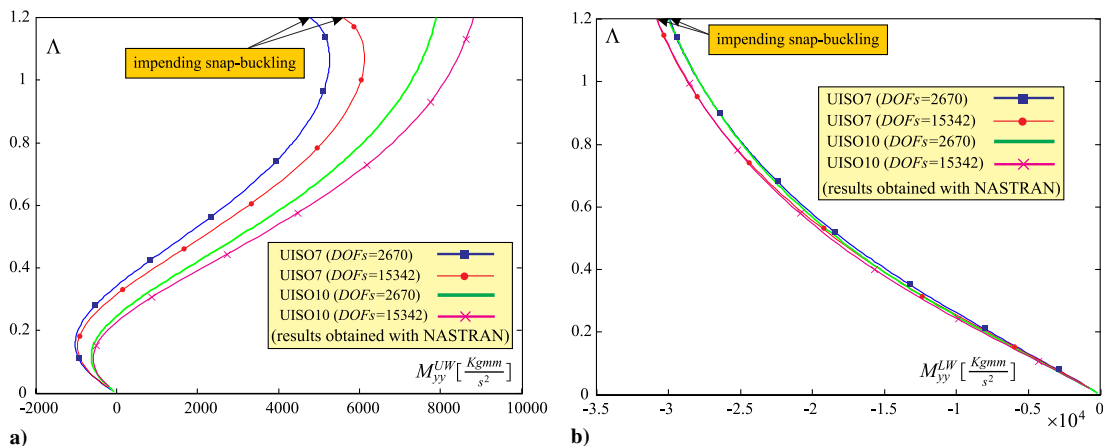 Λ
1.2
1
0.8
0.6
0.4
0.2
0
-2000
0
2000
4000
6000
8000
10000
impending snap-buckling
UISO7 (DOFs=2670)
UISO7 (DOFs=15342)
UISO10 (DOFs=2670)
UISO10 (DOFs=15342)
(results obtained with NASTRAN)
M_yy^UW [Kgmm/s^2]
a)
Λ
1.2
1
0.8
0.6
0.4
0.2
0
-3.5
-3
-2.5
-2
-1.5
-1
-0.5
0
×10^4
impending snap-buckling
UISO7 (DOFs=2670)
UISO7 (DOFs=15342)
UISO10 (DOFs=2670)
UISO10 (DOFs=15342)
(results obtained with NASTRAN)
M_yy^LW [Kgmm/s^2]
b)